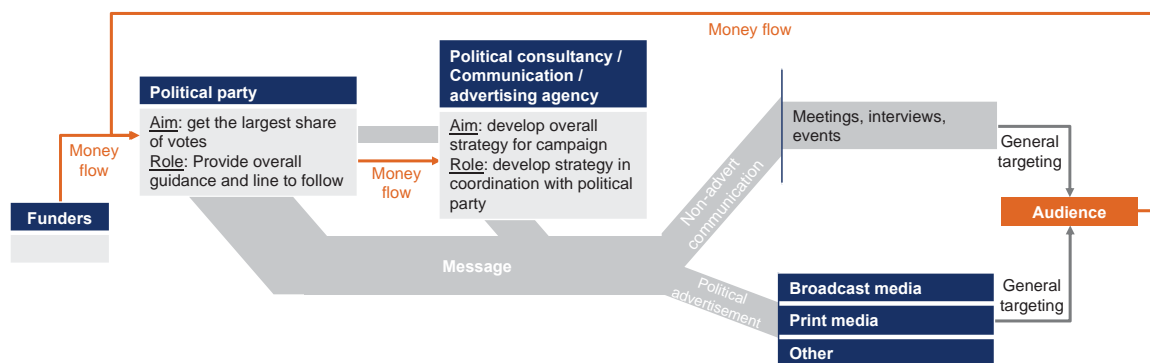 Money flow
Political consultancy /
Communication /
advertising agency
Political party
Aim: get the largest share
of votes
Role: Provide overall
guidance and line to follow
Aim: develop overall
strategy for campaign
Role: develop strategy in
coordination with political
party
Meetings, interviews,
events
Money
flow
Money
flow
General
targeting
Non-advert
communication
Funders
Audience
Message
Political
advertisement
Broadcast media
Print media
Other
General
targeting